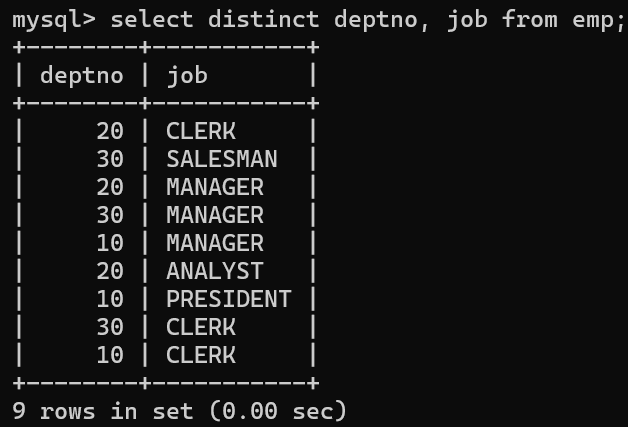 mysql> select distinct deptno, job from emp;
+--------+-----------+
| deptno | job       |
+--------+-----------+
|     20 | CLERK     |
|     30 | SALESMAN  |
|     20 | MANAGER   |
|     30 | MANAGER   |
|     10 | MANAGER   |
|     20 | ANALYST   |
|     10 | PRESIDENT |
|     30 | CLERK     |
|     10 | CLERK     |
+--------+-----------+
9 rows in set (0.00 sec)